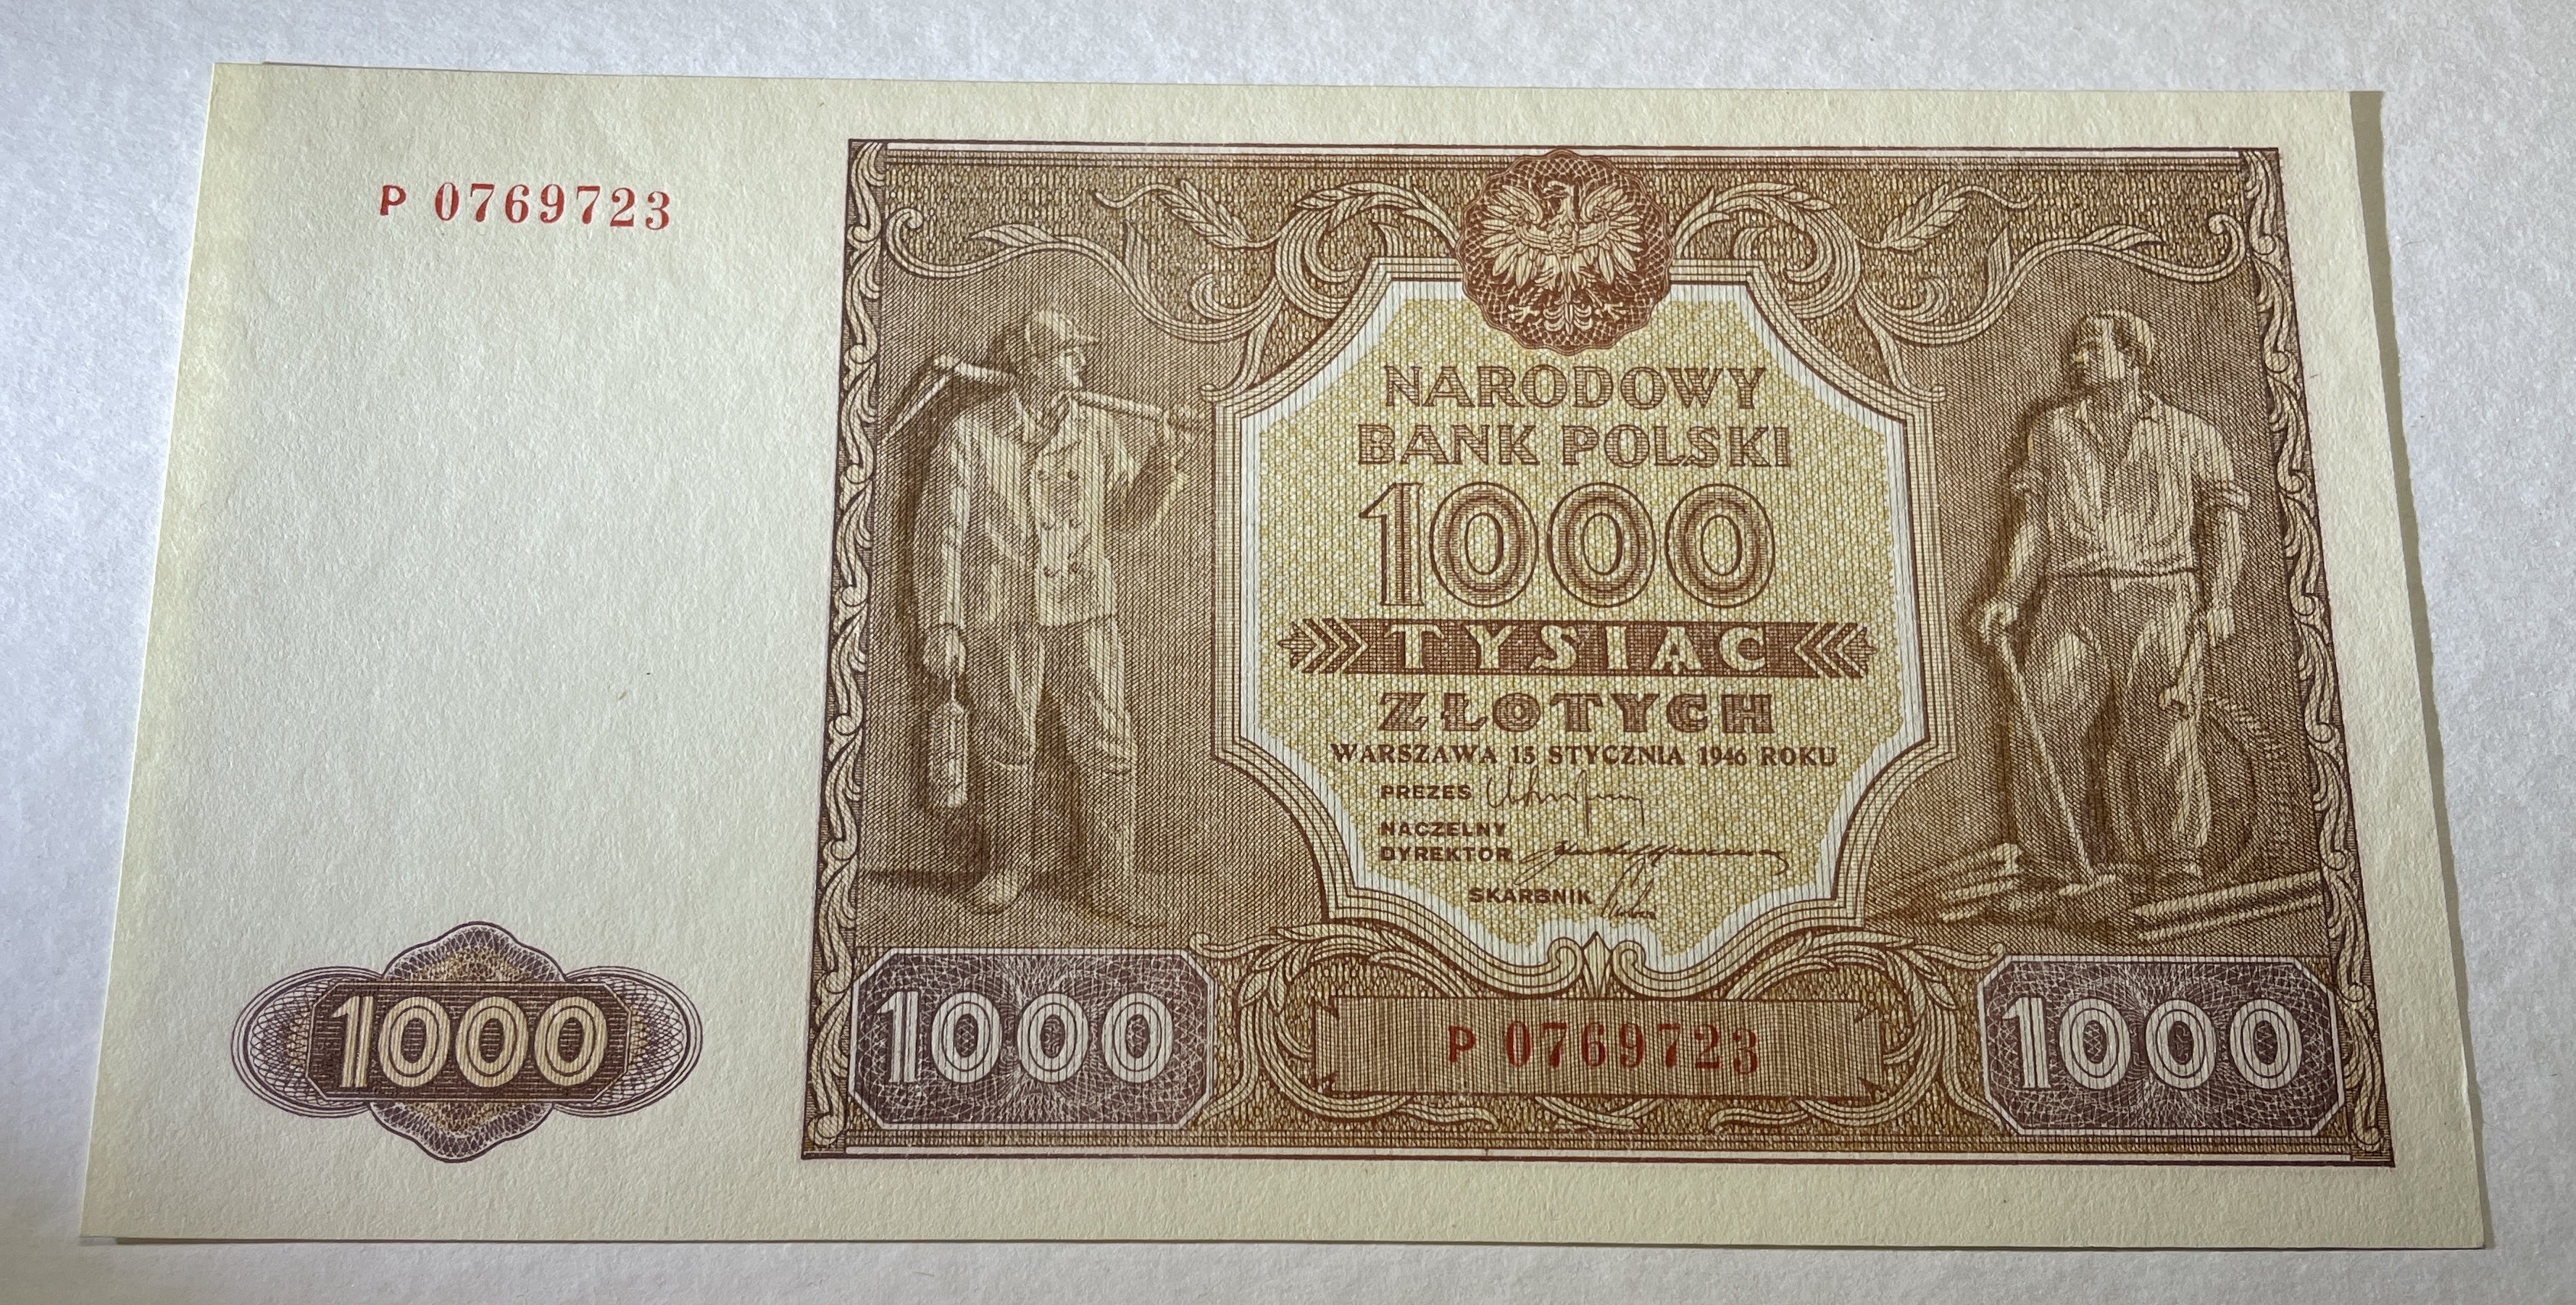 P 0769723
NARODOWY
BANK POLSKI
1000
TYSIĄC
ZŁOTYCH
WARSZAWA 15 STYCZNIA 1946 ROKU
PREZES
NACZELNY
DYREKTOR
SKARBNIK
1000
1000
P 0769723
1000